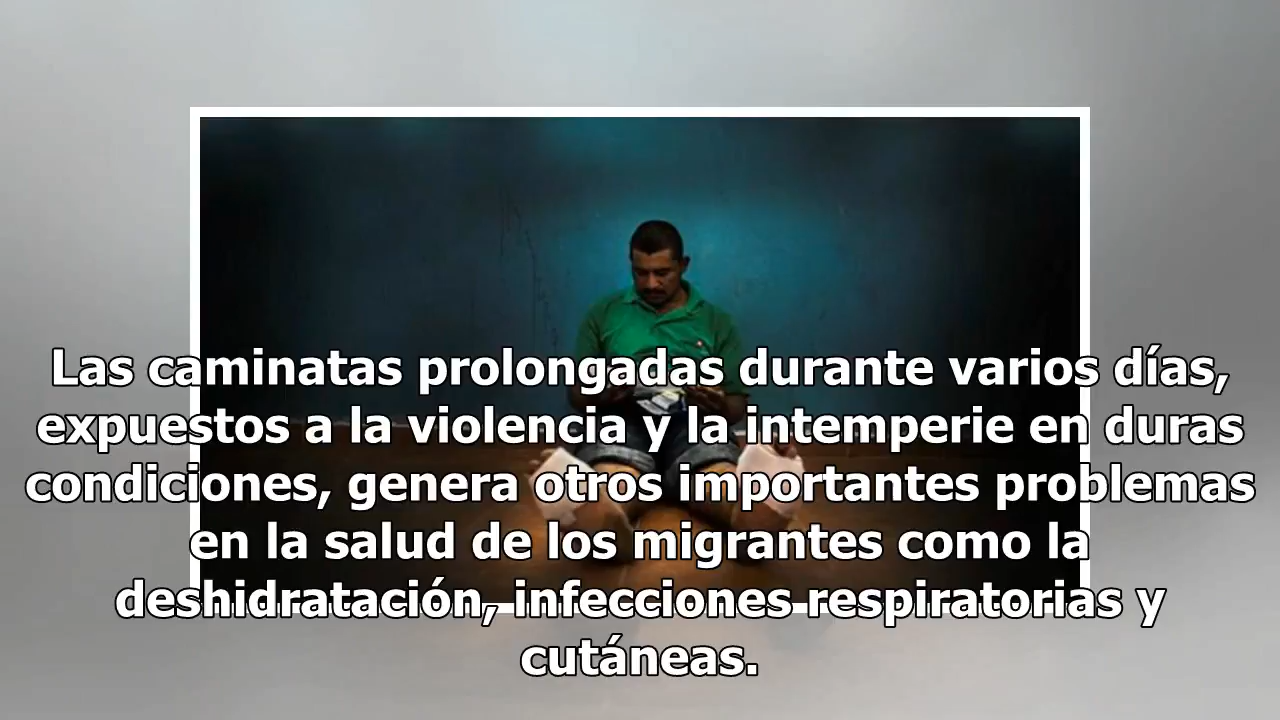 Las caminatas prolongadas durante varios días,
expuestos a la violencia y la intemperie en duras
condiciones, genera otros importantes problemas
en la salud de los migrantes como la
deshidratación, infecciones respiratorias y
cutáneas.